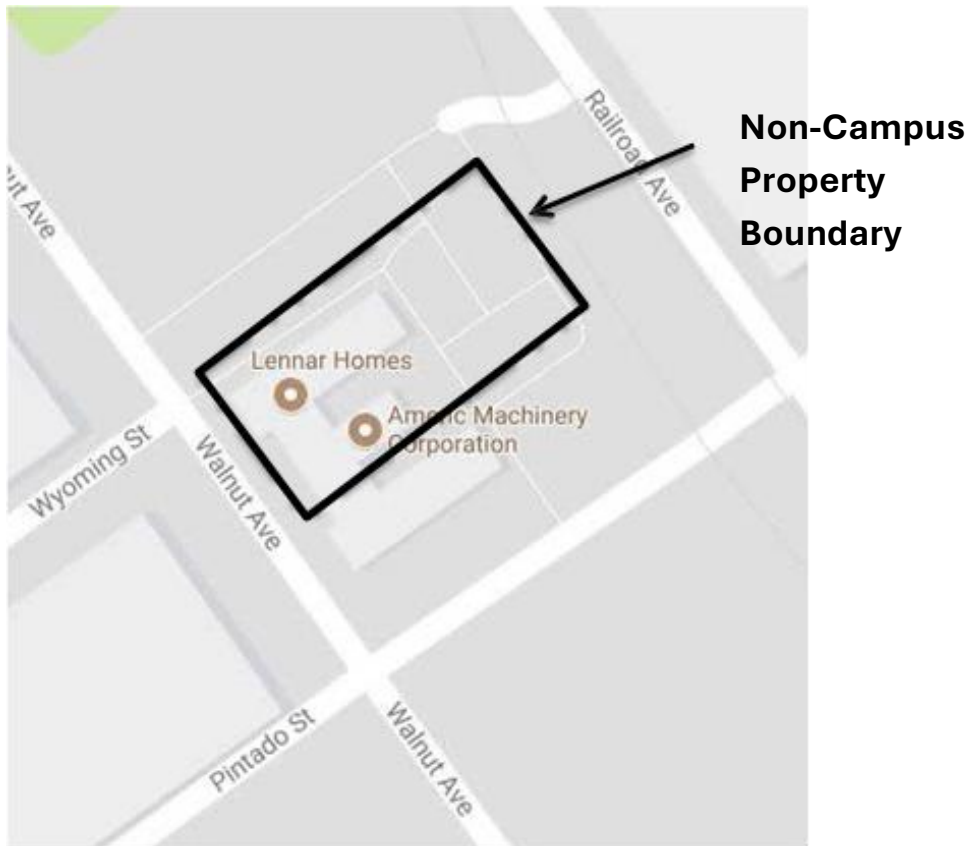 Non-Campus
Property
Boundary
Railroad Ave
ut Ave
Lennar Homes
Americ Machinery
Corporation
Wyoming St
Walnut Ave
Pintado St
Walnut Ave